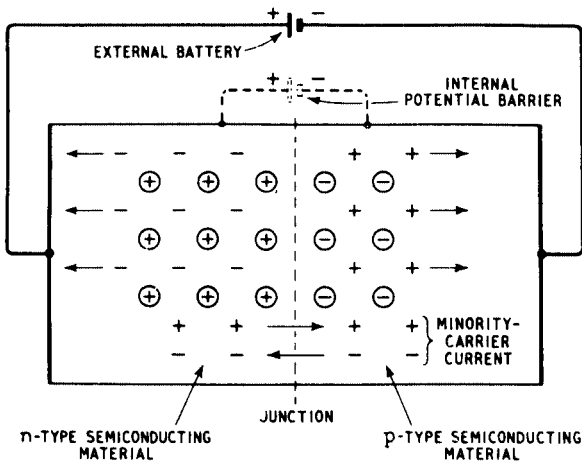 + −
EXTERNAL BATTERY
+ −
INTERNAL
POTENTIAL BARRIER
← − − − + + →
⊕ ⊕ ⊕ ⊖ ⊖
← − − − + + →
⊕ ⊕ ⊕ ⊖ ⊖
← − − − + + →
⊕ ⊕ ⊕ ⊖ ⊖
+ + → + +
− − ← − −
MINORITY-
CARRIER
CURRENT
n-TYPE SEMICONDUCTING
MATERIAL
JUNCTION
p-TYPE SEMICONDUCTING
MATERIAL